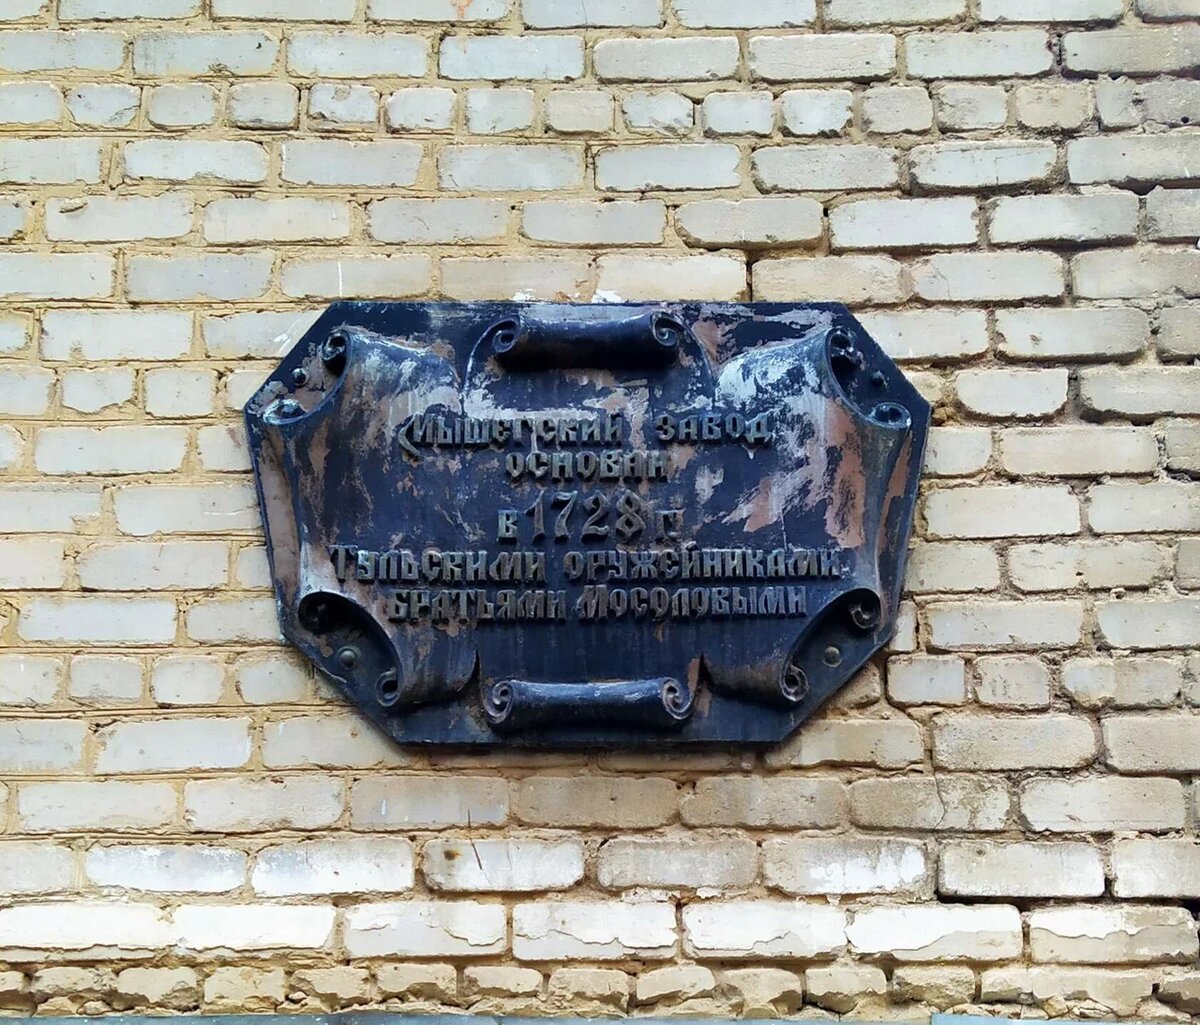 Мышегский завод
основан
в 1728 г.
Тульскими оружейниками
братьями Мосоловыми